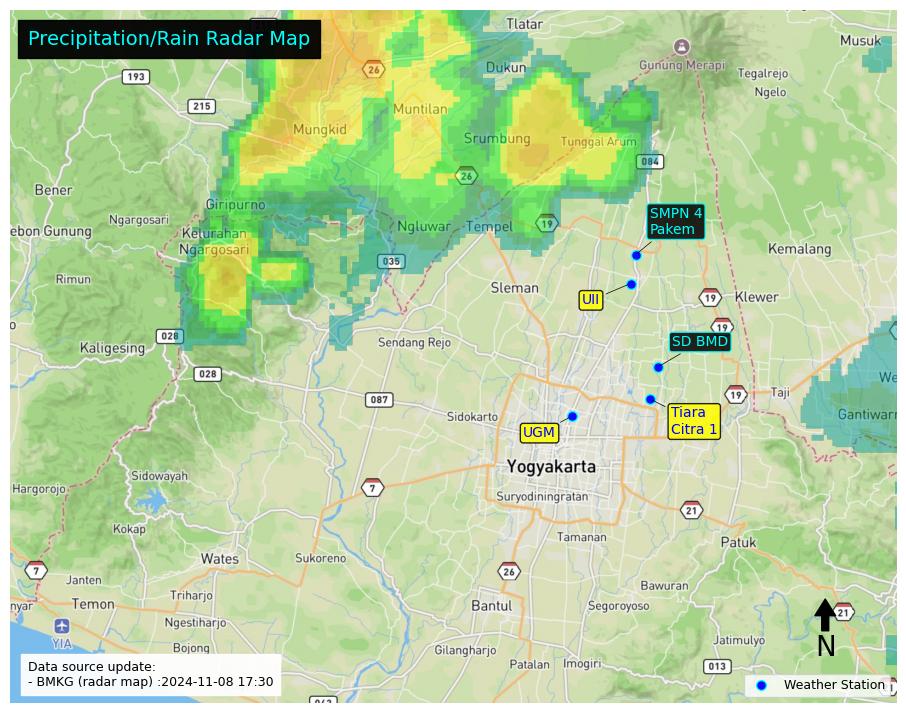 Precipitation/Rain Radar Map
Tlatar
Musuk
Dukun
Gunung Merapi
Tegalrejo
193
26
Ngelo
215
Muntilan
Mungkid
Srumbung
Tunggal Arum
084
26
Bener
Giripurno
SMPN 4
Pakem
Ngargosari
Ngluwar
Tempel
19
ebon Gunung
Kelurahan
Ngargosari
Kemalang
035
Rimun
Sleman
UII
19
Klewer
19
028
Sendang Rejo
SD BMD
Kaligesing
028
We
087
19
Taji
Sidokarto
Tiara
Citra 1
Gantiwarn
UGM
Yogyakarta
Sidowayah
Hargorojo
7
Suryodiningratan
21
Kokap
Tamanan
Patuk
Wates
Sukoreno
7
26
Janten
Bawuran
nyar
Temon
Triharjo
Bantul
Segoroyoso
21
Ngestiharjo
YIA
N
Jatimulyo
Bojong
Gilangharjo
Patalan
Imogiri
013
Data source update:
- BMKG (radar map) :2024-11-08 17:30
Weather Station